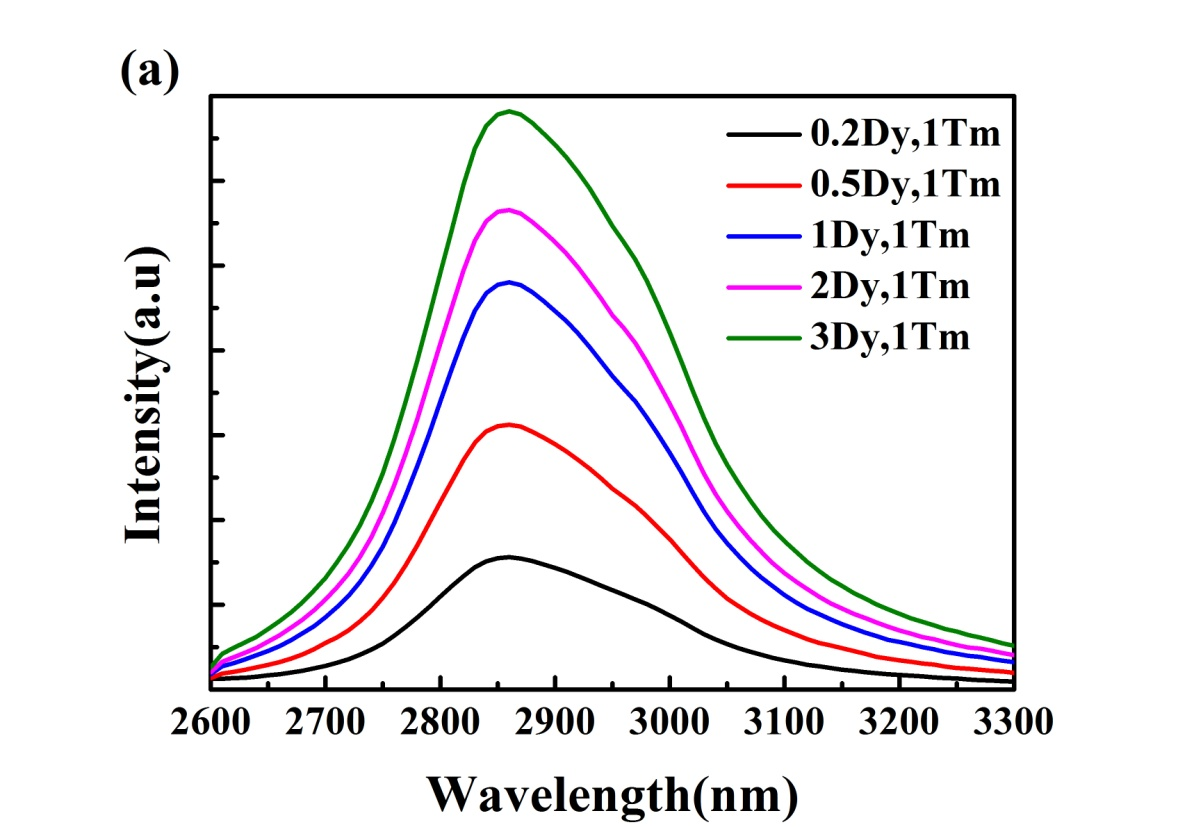 (a)
0.2Dy,1Tm
0.5Dy,1Tm
1Dy,1Tm
2Dy,1Tm
3Dy,1Tm
Intensity(a.u)
2600 2700 2800 2900 3000 3100 3200 3300
Wavelength(nm)